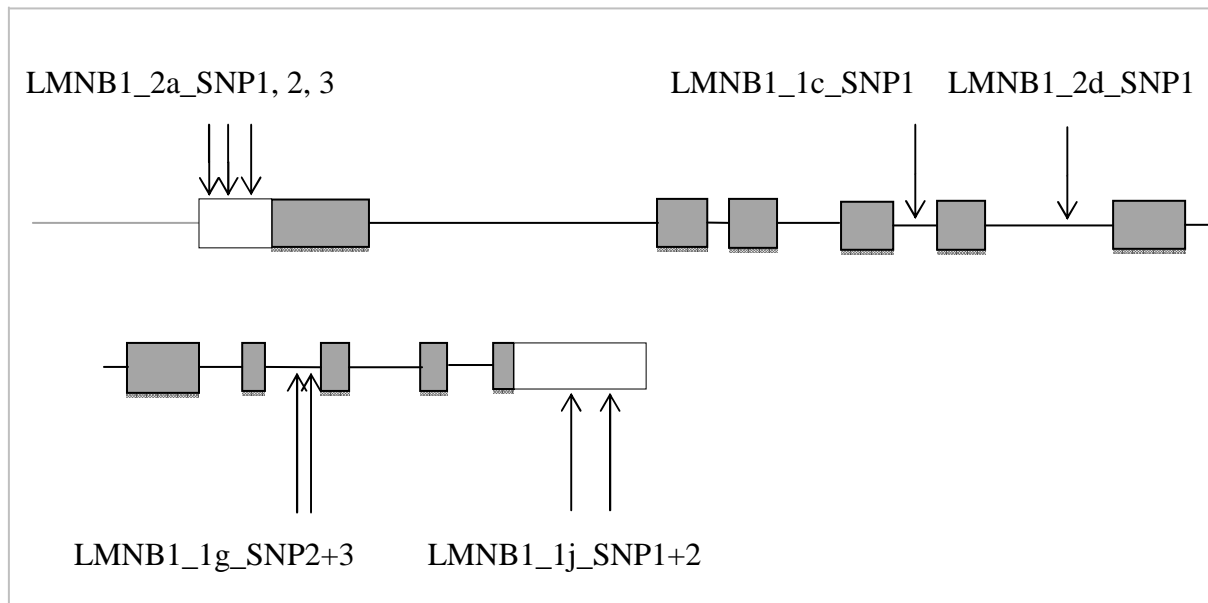 LMNB1_2a_SNP1, 2, 3
LMNB1_1c_SNP1
LMNB1_2d_SNP1
LMNB1_1g_SNP2+3
LMNB1_1j_SNP1+2